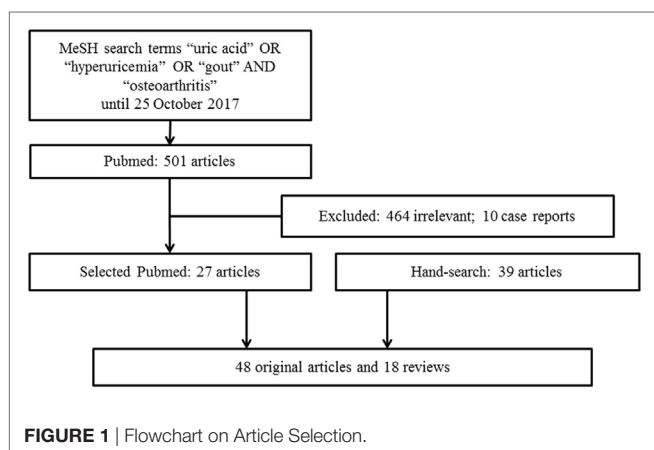 MeSH search terms “uric acid” OR
“hyperuricemia” OR “gout” AND
“osteoarthritis”
until 25 October 2017
Pubmed: 501 articles
Excluded: 464 irrelevant; 10 case reports
Selected Pubmed: 27 articles
Hand-search: 39 articles
48 original articles and 18 reviews
FIGURE 1 | Flowchart on Article Selection.